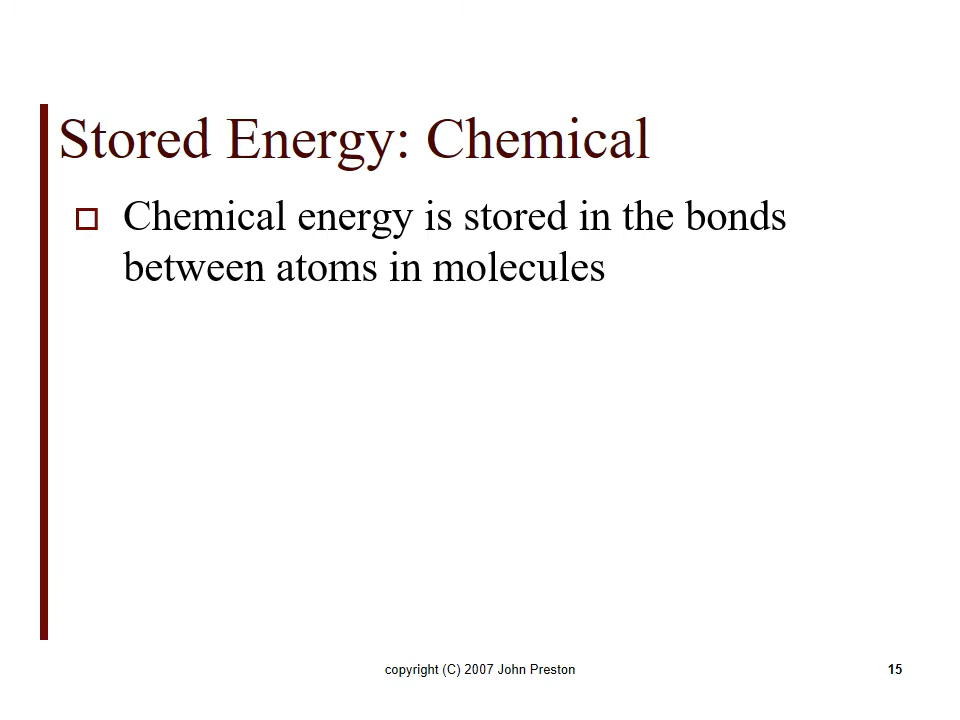 Stored Energy: Chemical
Chemical energy is stored in the bonds
between atoms in molecules
copyright (C) 2007 John Preston
15